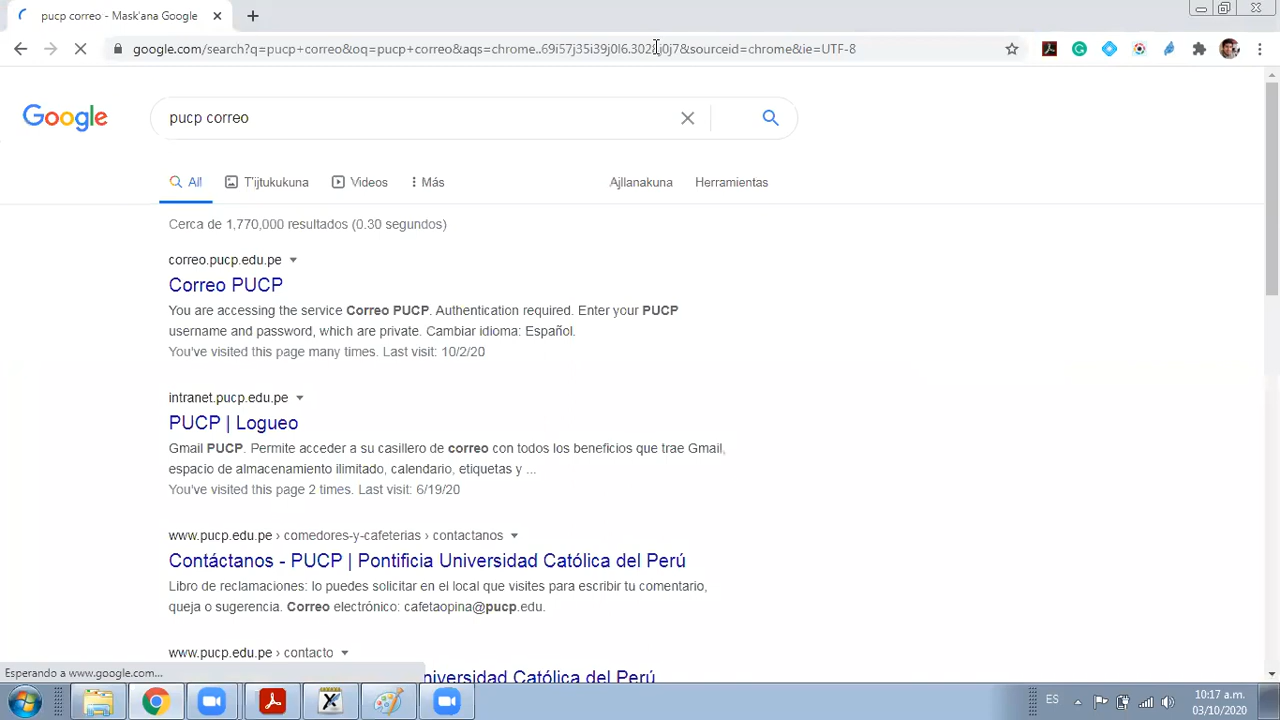 pucp correo - Mask'ana Google
google.com/search?q=pucp+correo&oq=pucp+correo&aqs=chrome..69i57j35i39j0l6.302j0j7&sourceid=chrome&ie=UTF-8
Google
pucp correo
All
T'ijtukukuna
Videos
Más
Ajllanakuna
Herramientas
Cerca de 1,770,000 resultados (0.30 segundos)
correo.pucp.edu.pe
Correo PUCP
You are accessing the service Correo PUCP. Authentication required. Enter your PUCP
username and password, which are private. Cambiar idioma: Español.
You've visited this page many times. Last visit: 10/2/20
intranet.pucp.edu.pe
PUCP | Logueo
Gmail PUCP. Permite acceder a su casillero de correo con todos los beneficios que trae Gmail,
espacio de almacenamiento ilimitado, calendario, etiquetas y ...
You've visited this page 2 times. Last visit: 6/19/20
www.pucp.edu.pe › comedores-y-cafeterias › contactanos
Contáctanos - PUCP | Pontificia Universidad Católica del Perú
Libro de reclamaciones: lo puedes solicitar en el local que visites para escribir tu comentario,
queja o sugerencia. Correo electrónico: cafetaopina@pucp.edu.
www.pucp.edu.pe › contacto
niversidad Católica del Perú
Esperando a www.google.com...
ES
10:17 a.m.
03/10/2020